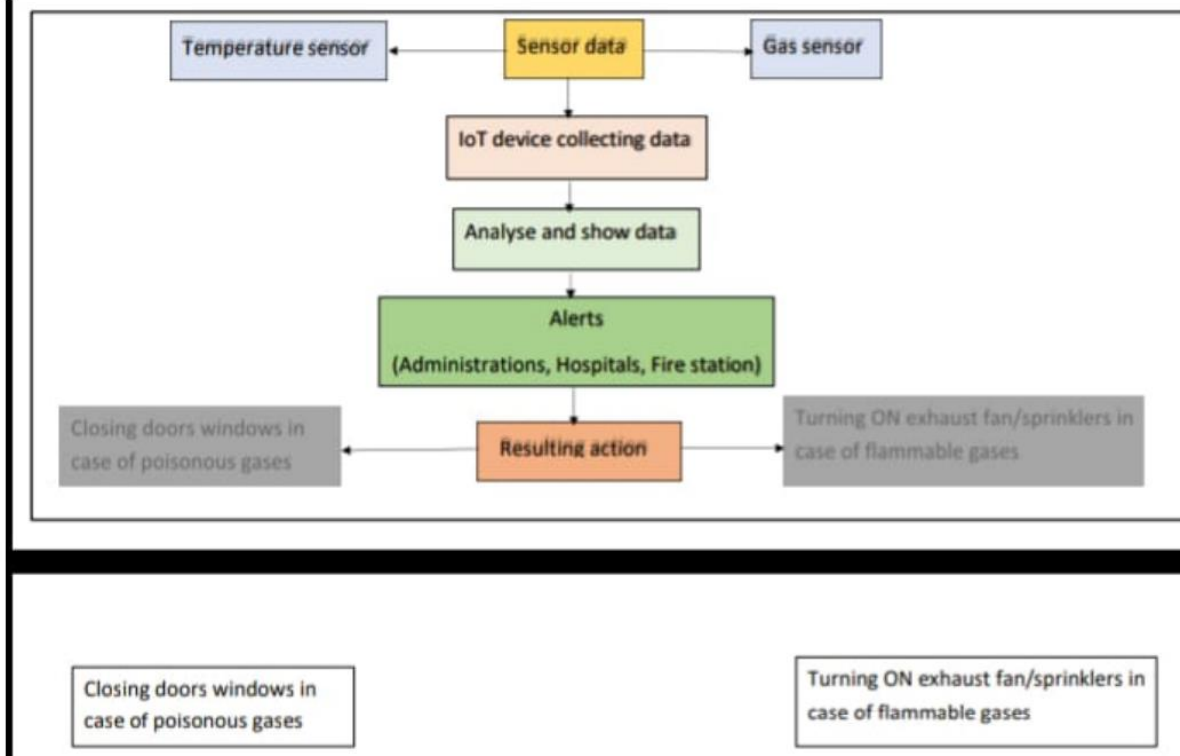 Temperature sensor
Sensor data
Gas sensor
IoT device collecting data
Analyse and show data
Alerts
(Administrations, Hospitals, Fire station)
Closing doors windows in
case of poisonous gases
Resulting action
Turning ON exhaust fan/sprinklers in
case of flammable gases
Closing doors windows in
case of poisonous gases
Turning ON exhaust fan/sprinklers in
case of flammable gases